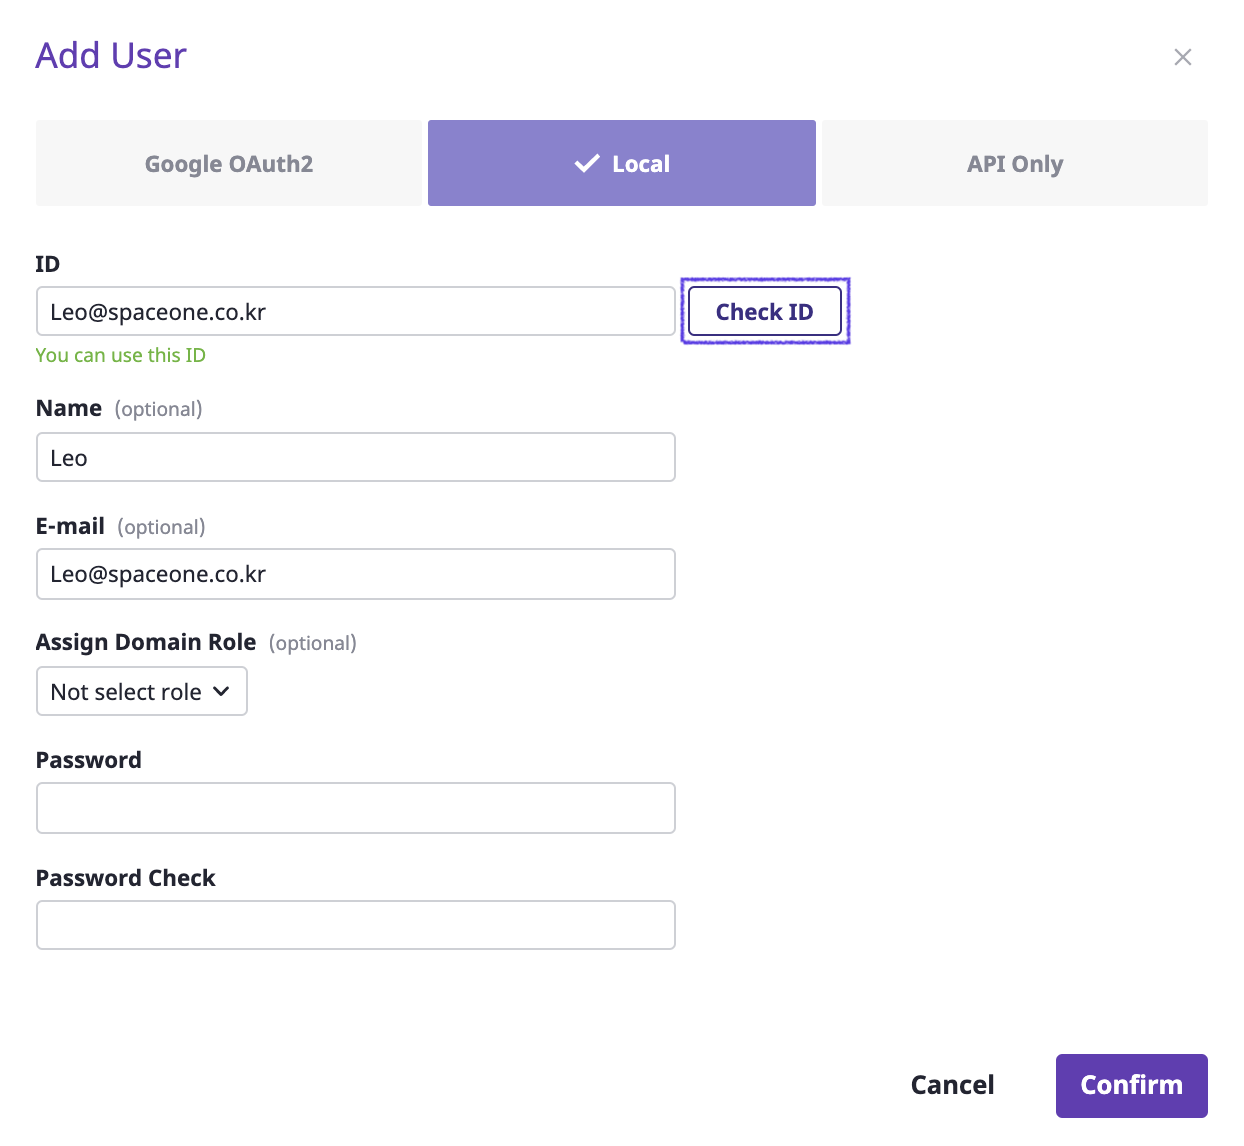 Add User
Google OAuth2
Local
API Only
ID
Leo@spaceone.co.kr
Check ID
You can use this ID
Name (optional)
Leo
E-mail (optional)
Leo@spaceone.co.kr
Assign Domain Role (optional)
Not select role
Password
Password Check
Cancel
Confirm